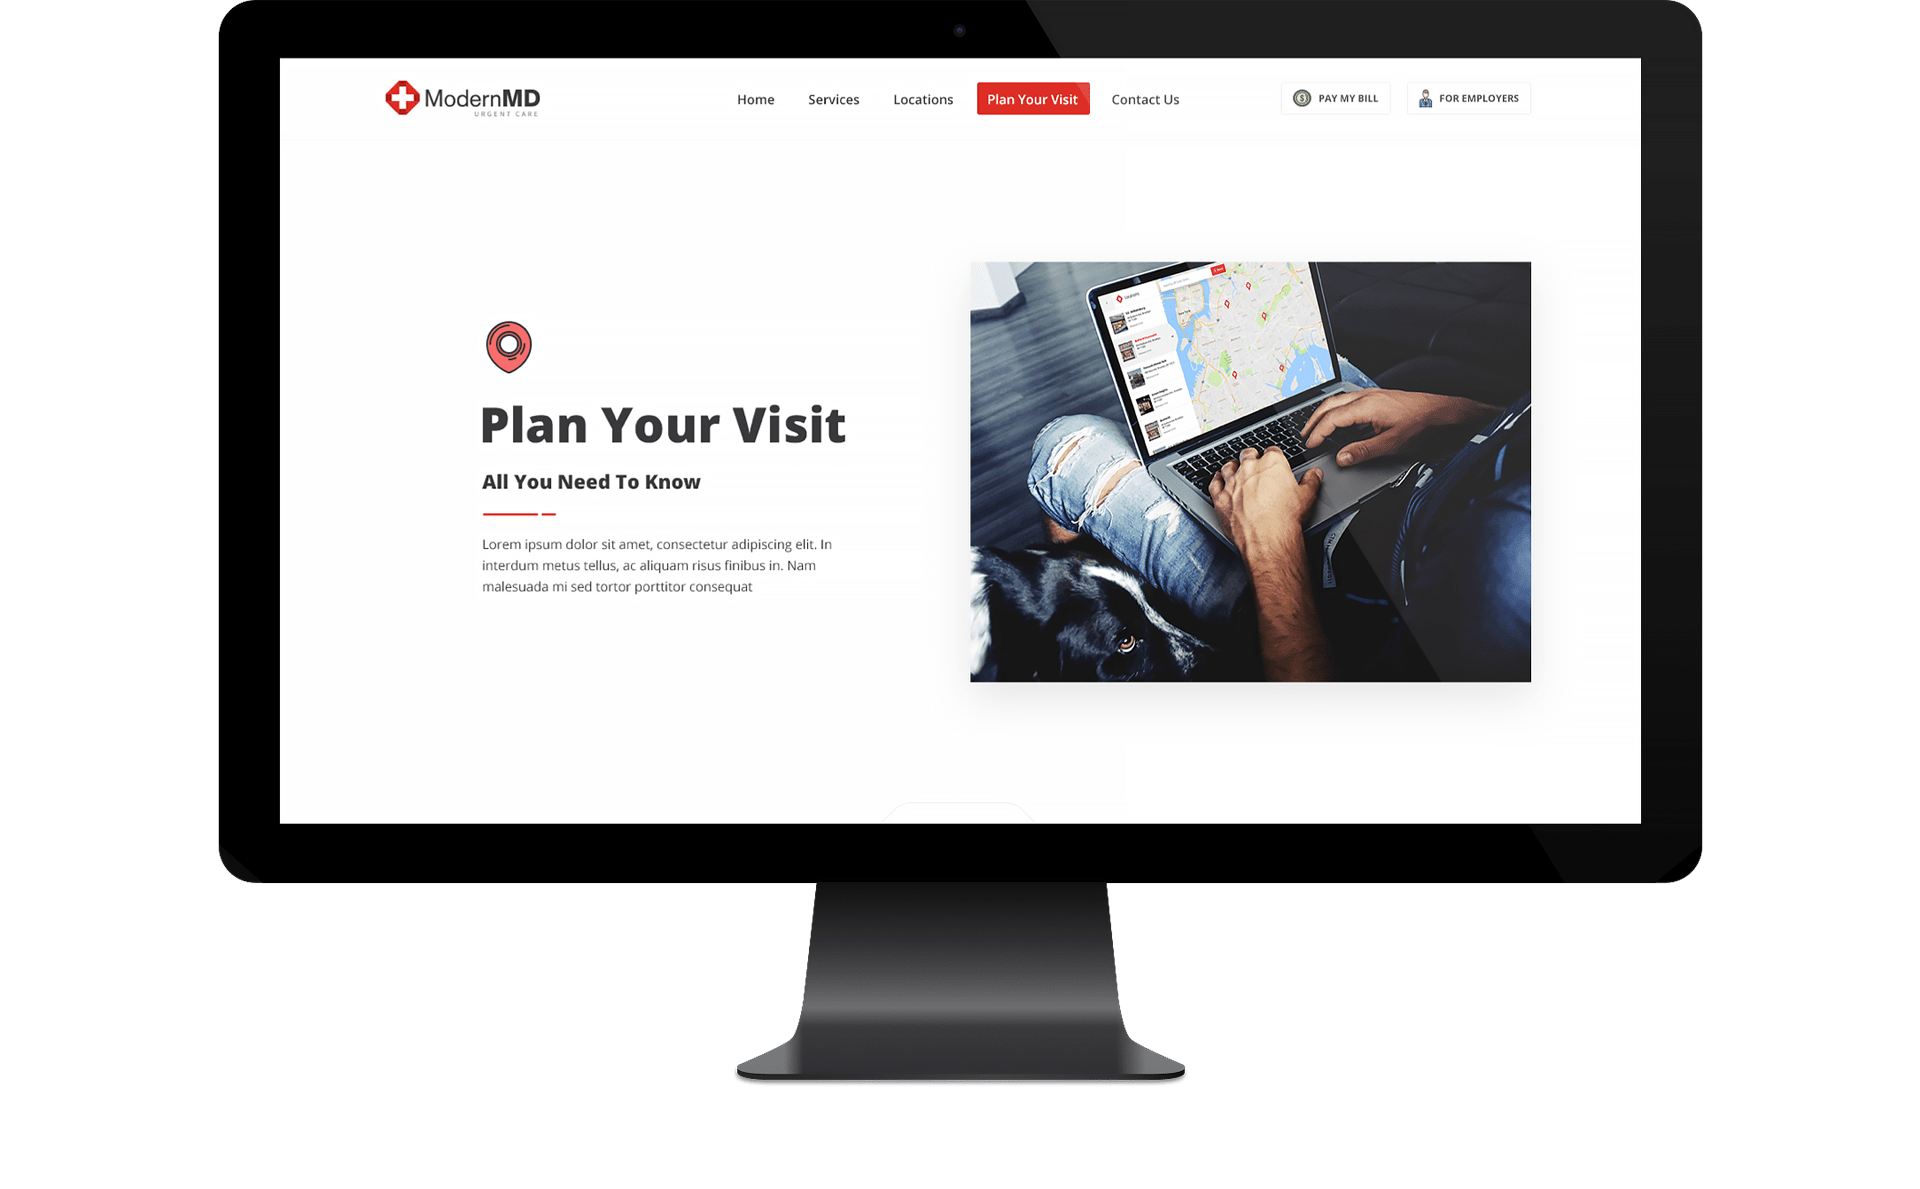 ModernMD
URGENT CARE
Home
Services
Locations
Plan Your Visit
Contact Us
PAY MY BILL
FOR EMPLOYERS
Plan Your Visit
All You Need To Know
Lorem ipsum dolor sit amet, consectetur adipiscing elit. In
interdum metus tellus, ac aliquam risus finibus in. Nam
malesuada mi sed tortor porttitor consequat
Locations